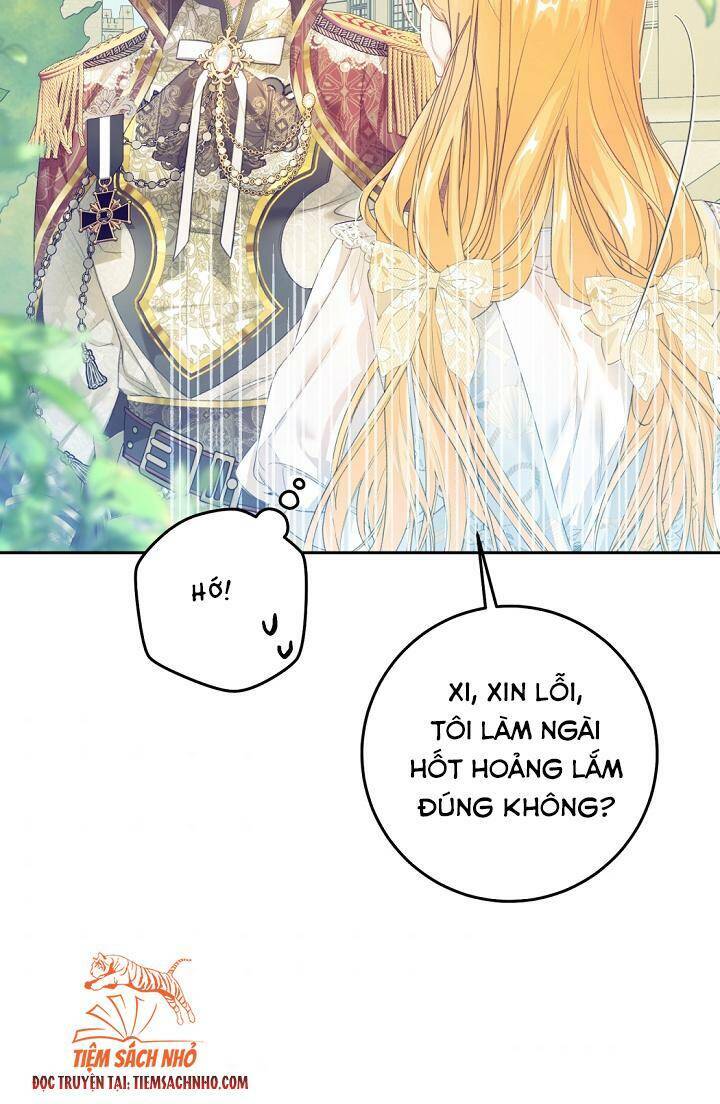 HỚ!
XI, XIN LỖI,
TÔI LÀM NGÀI
HỐT HOẢNG LẮM
ĐÚNG KHÔNG?
TIỆM SÁCH NHỎ
ĐỌC TRUYỆN TẠI: TIEMSACHNHO.COM